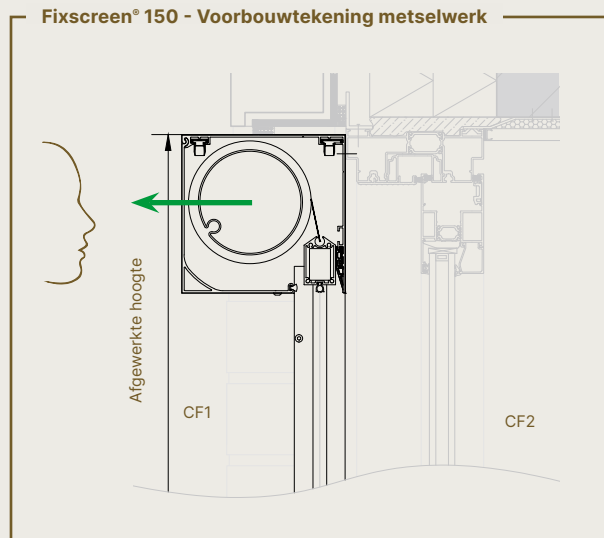 Fixscreen® 150 - Voorbouwtekening metselwerk
Afgewerkte hoogte
CF1
CF2